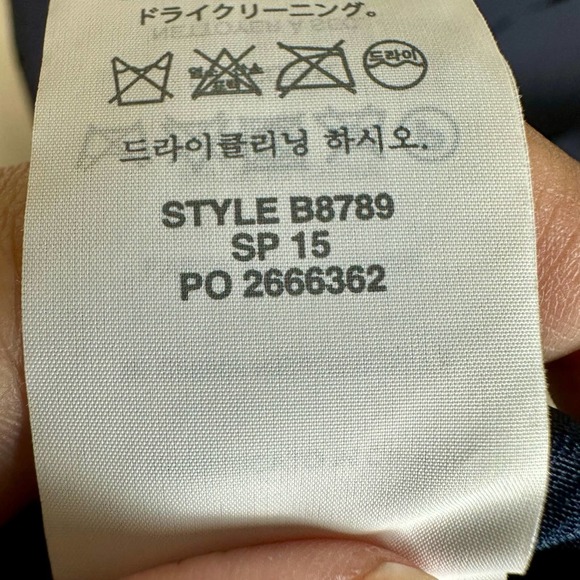 ドライクリーニング。
드라이
드라이클리닝 하시오.
STYLE B8789
SP 15
PO 2666362